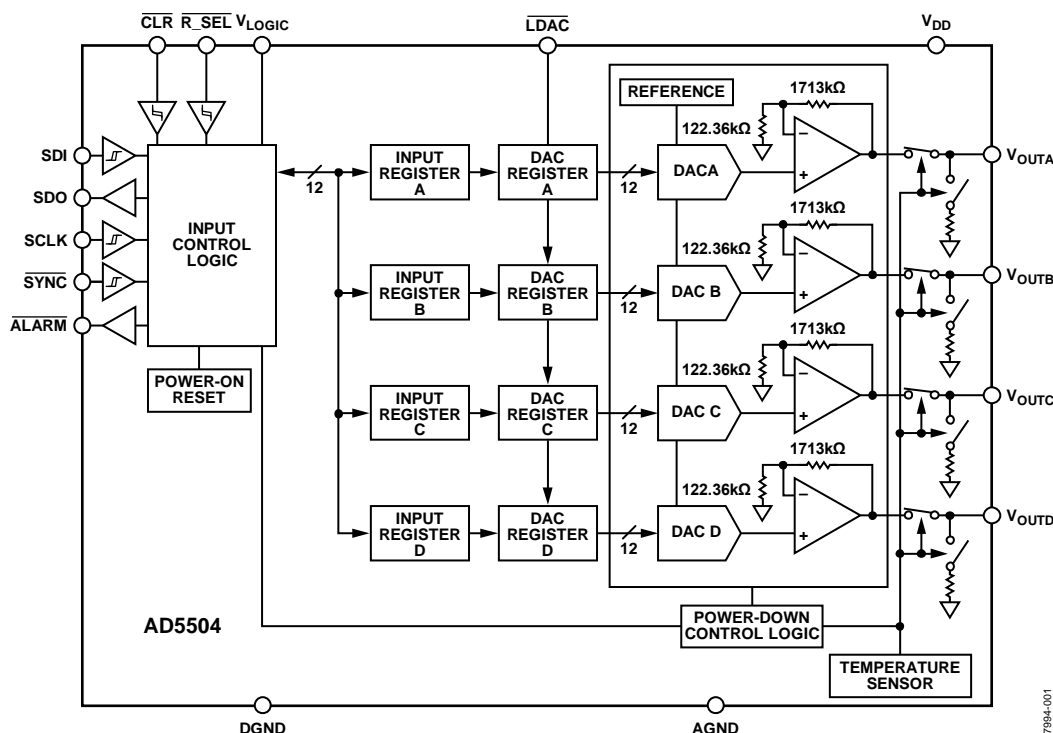 CLR R_SEL VLOGIC LDAC VDD
REFERENCE
1713kΩ
122.36kΩ
SDI
SDO
SCLK
SYNC
ALARM
INPUT
CONTROL
LOGIC
POWER-ON
RESET
12
INPUT
REGISTER
A
DAC
REGISTER
A
12
DACA
−
+
VOUTA
1713kΩ
122.36kΩ
INPUT
REGISTER
B
DAC
REGISTER
B
12
DAC B
−
+
VOUTB
1713kΩ
122.36kΩ
INPUT
REGISTER
C
DAC
REGISTER
C
12
DAC C
−
+
VOUTC
1713kΩ
122.36kΩ
INPUT
REGISTER
D
DAC
REGISTER
D
12
DAC D
−
+
VOUTD
AD5504
POWER-DOWN
CONTROL LOGIC
TEMPERATURE
SENSOR
DGND AGND
7994-001